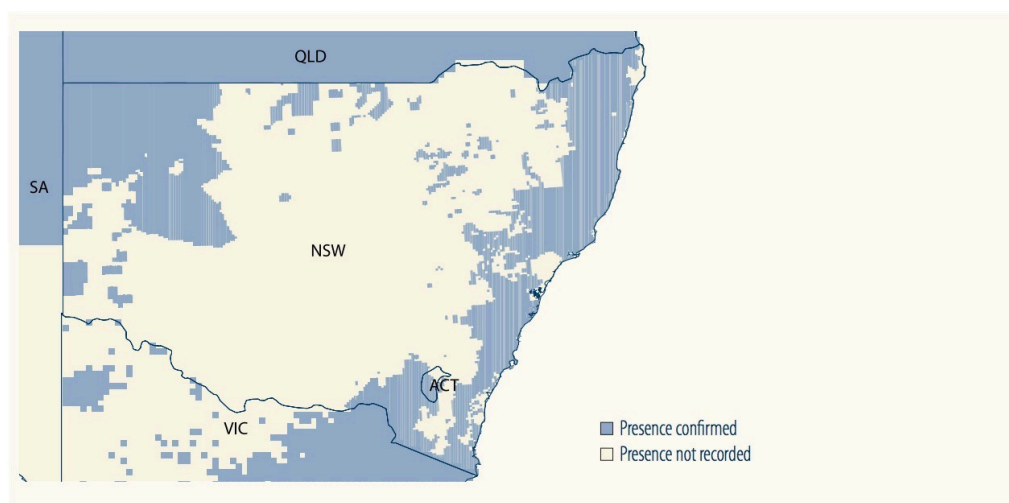 QLD
SA
NSW
ACT
VIC
Presence confirmed
Presence not recorded